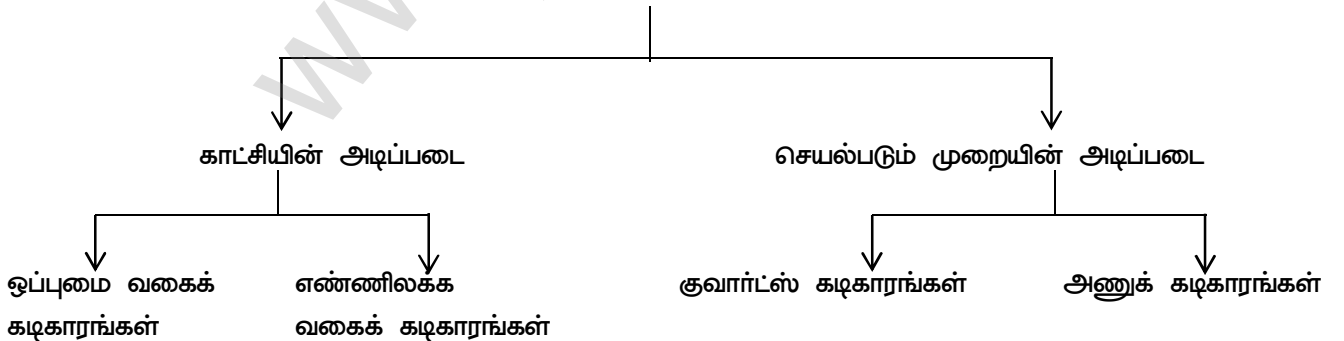 காட்சியின் அடிப்படை
செயல்படும் முறையின் அடிப்படை
ஒப்புமை வகைக்
கடிகாரங்கள்
எண்ணிலக்க
வகைக் கடிகாரங்கள்
குவார்ட்ஸ் கடிகாரங்கள்
அணுக் கடிகாரங்கள்